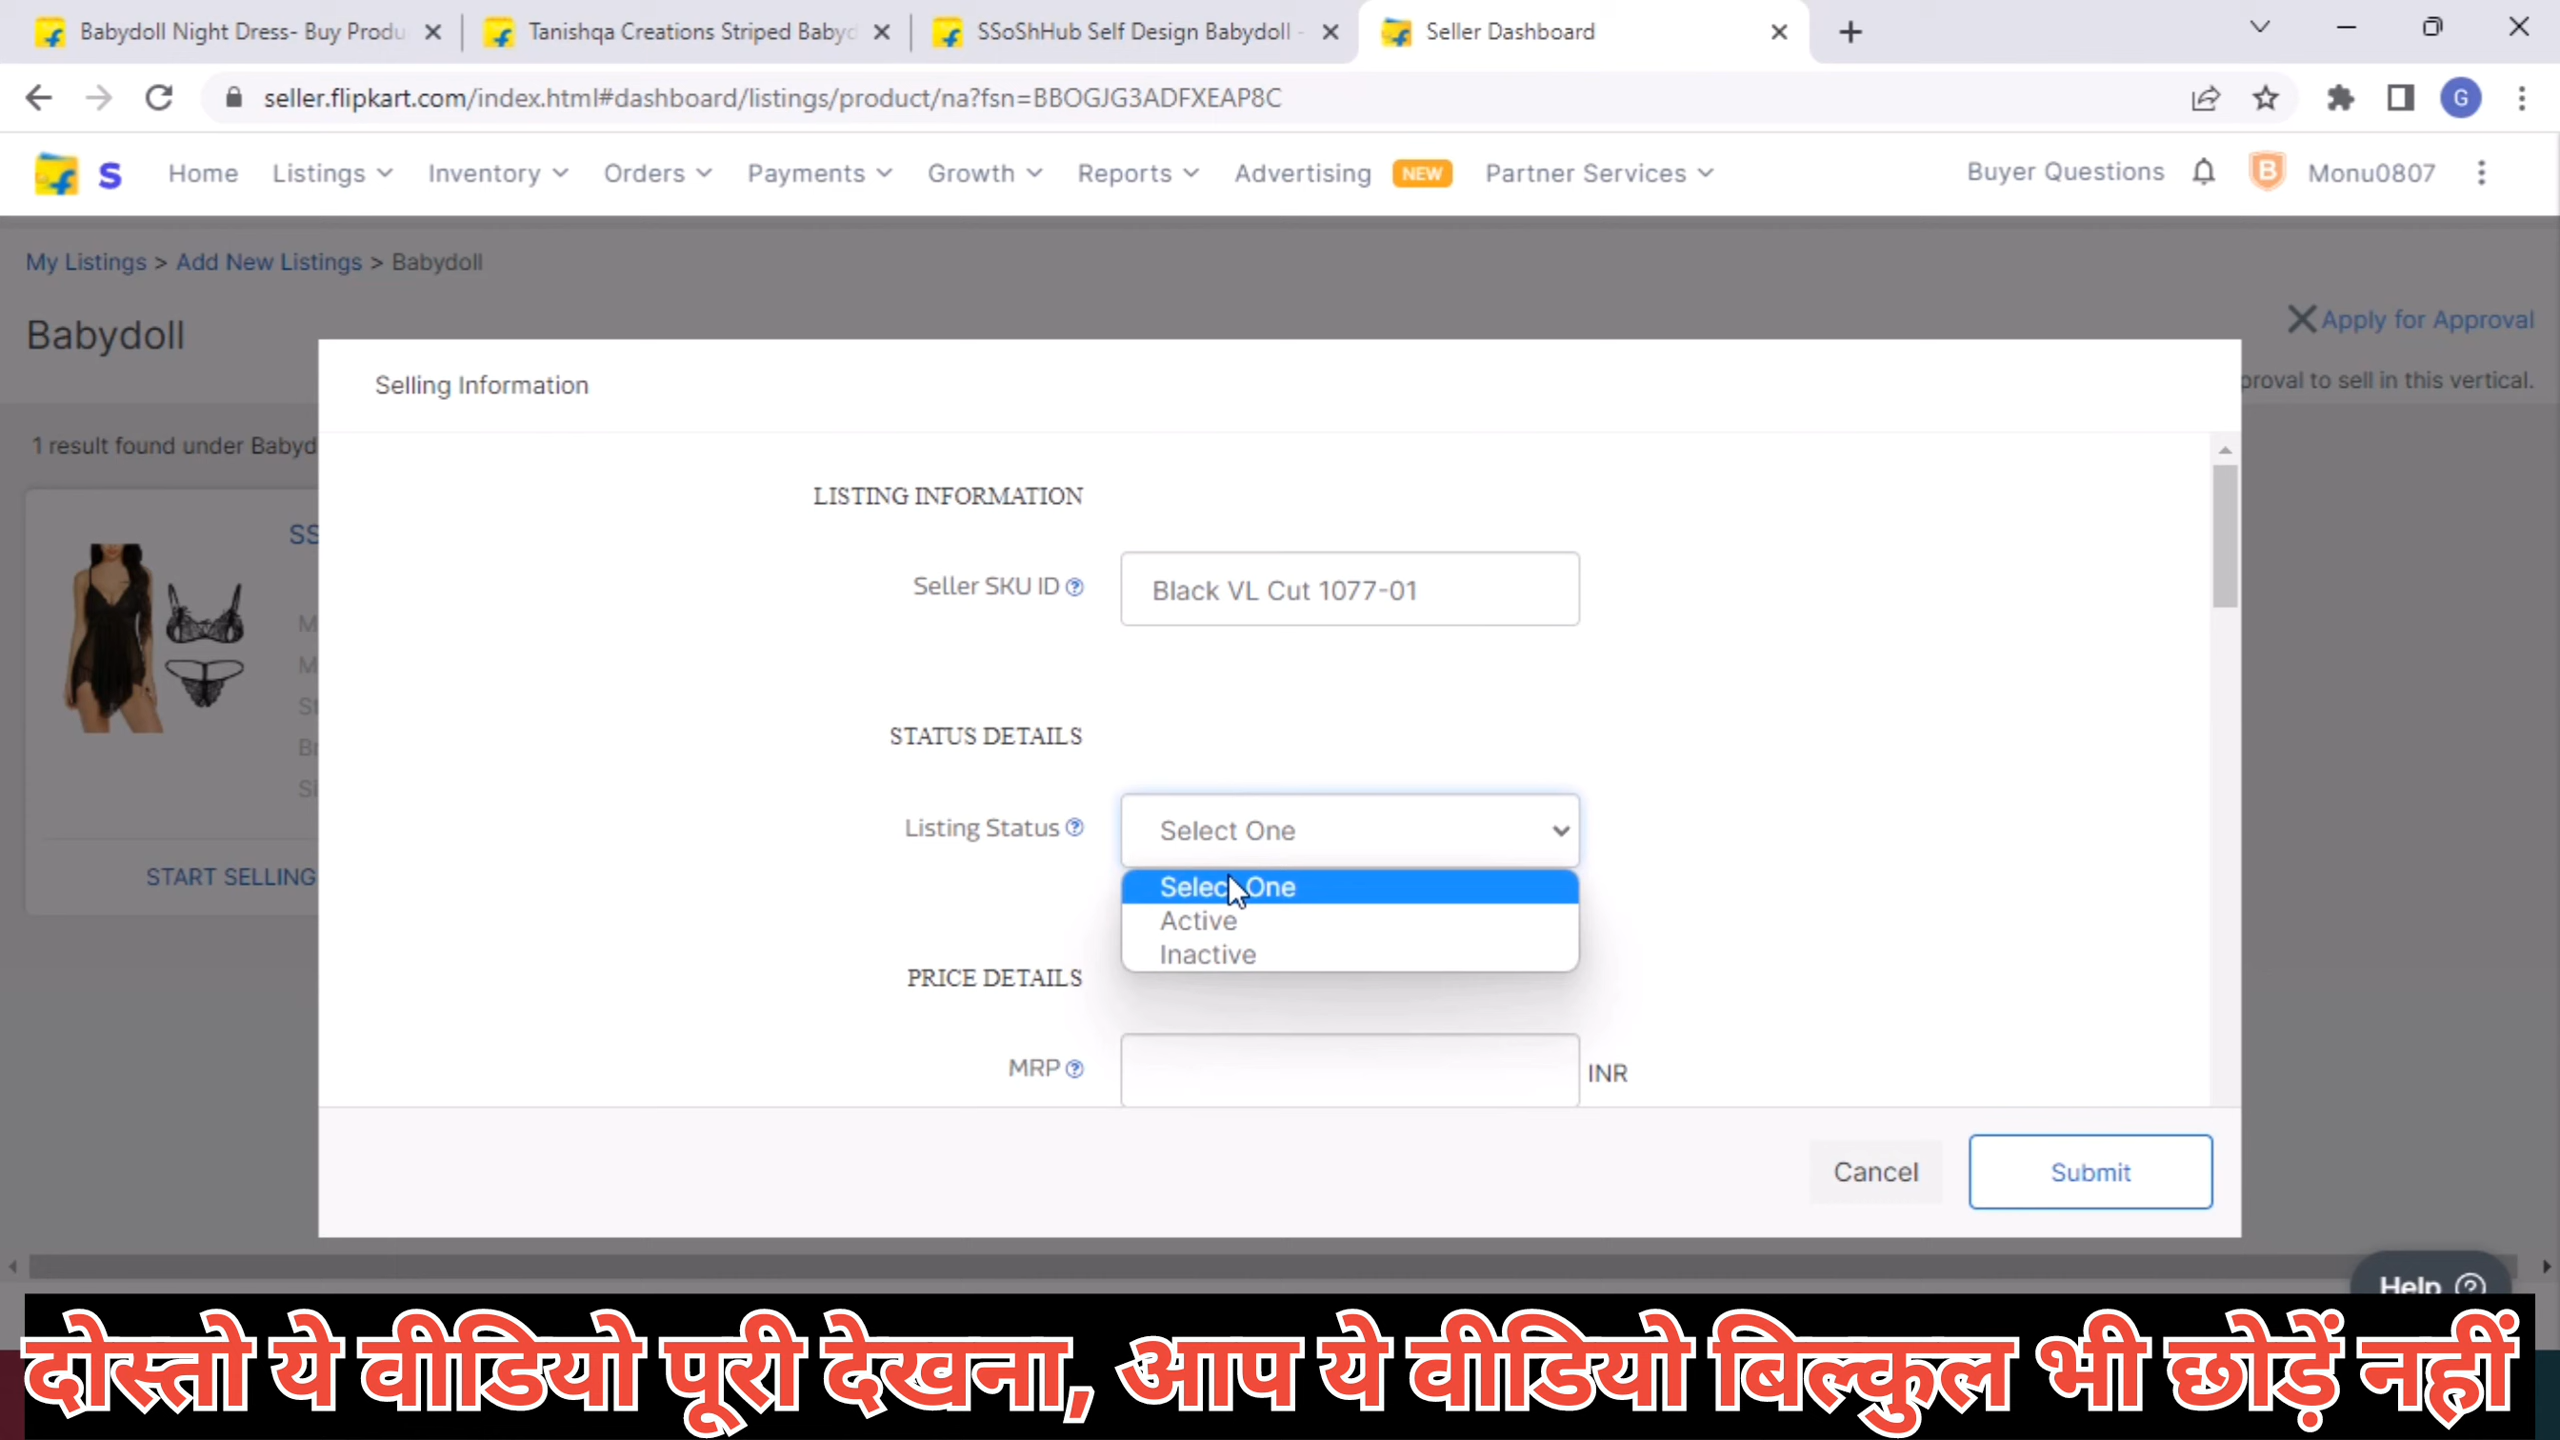 Babydoll Night Dress- Buy Produ
Tanishqa Creations Striped Babyd
SSoShHub Self Design Babydoll -
Seller Dashboard
seller.flipkart.com/index.html#dashboard/listings/product/na?fsn=BBOGJG3ADFXEAP8C
G
S Home Listings Inventory Orders Payments Growth Reports Advertising NEW Partner Services Buyer Questions B Monu0807
My Listings > Add New Listings > Babydoll
Babydoll
Apply for Approval
proval to sell in this vertical.
Selling Information
1 result found under Babyd
LISTING INFORMATION
SS
Seller SKU ID
Black VL Cut 1077-01
M
M
St
Br
Si
STATUS DETAILS
Listing Status
Select One
START SELLING
Select One
Active
Inactive
PRICE DETAILS
MRP
INR
Cancel
Submit
Help
दोस्तो ये वीडियो पूरी देखना, आप ये वीडियो बिल्कुल भी छोड़ें नहीं